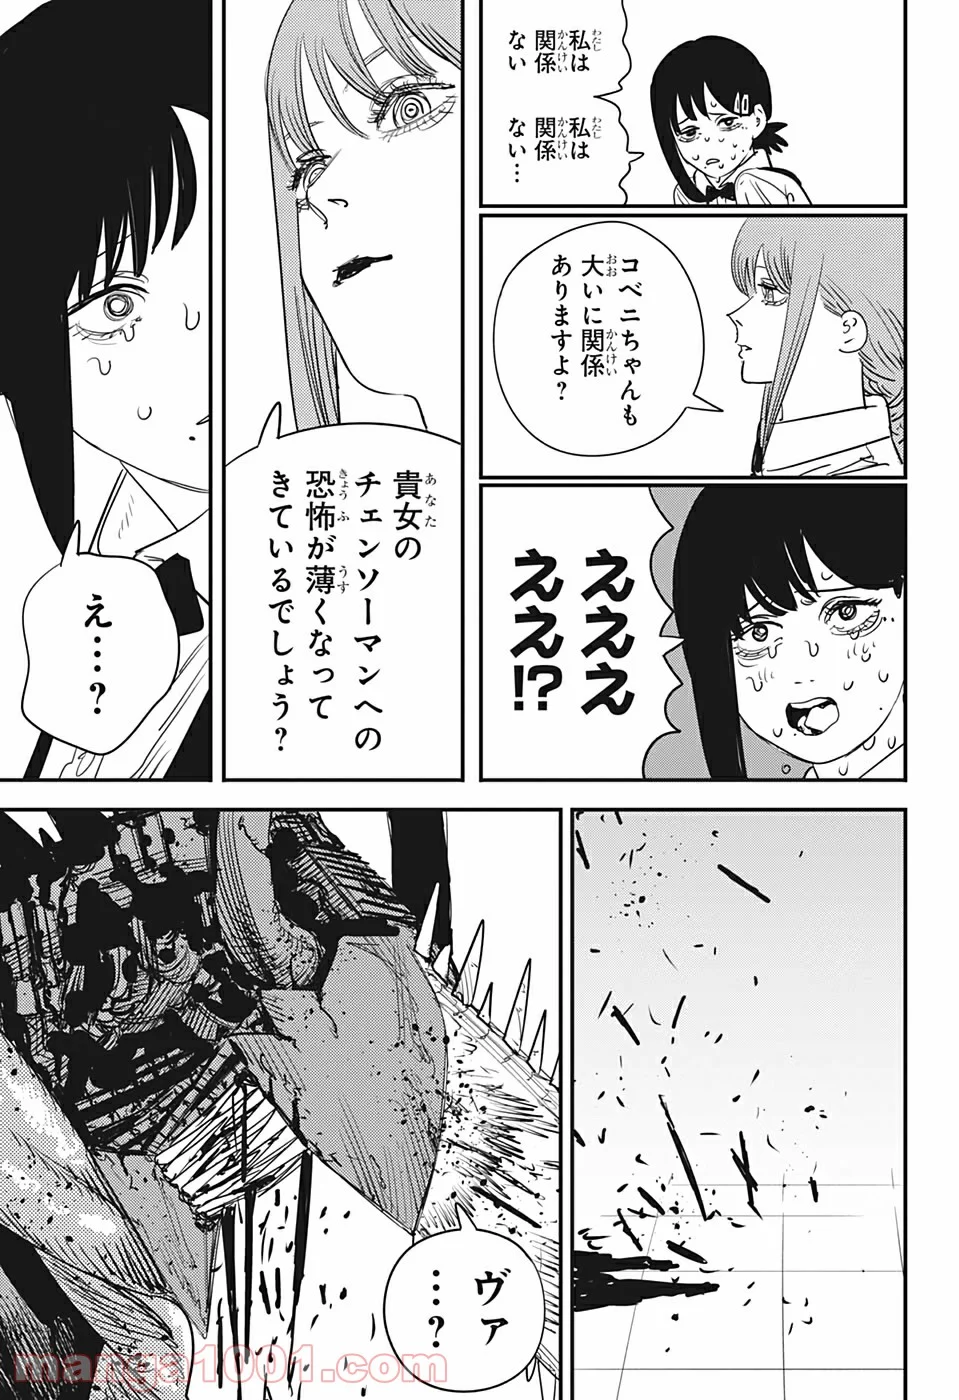 私は
関係
ない
私は
関係
ない…
コベニちゃんも
大いに関係
ありますよ?
ええええ
ええ!?
貴女の
チェンソーマンへの
恐怖が薄くなって
きているでしょう?
え…?
ヴァ
…?
manga1001.com